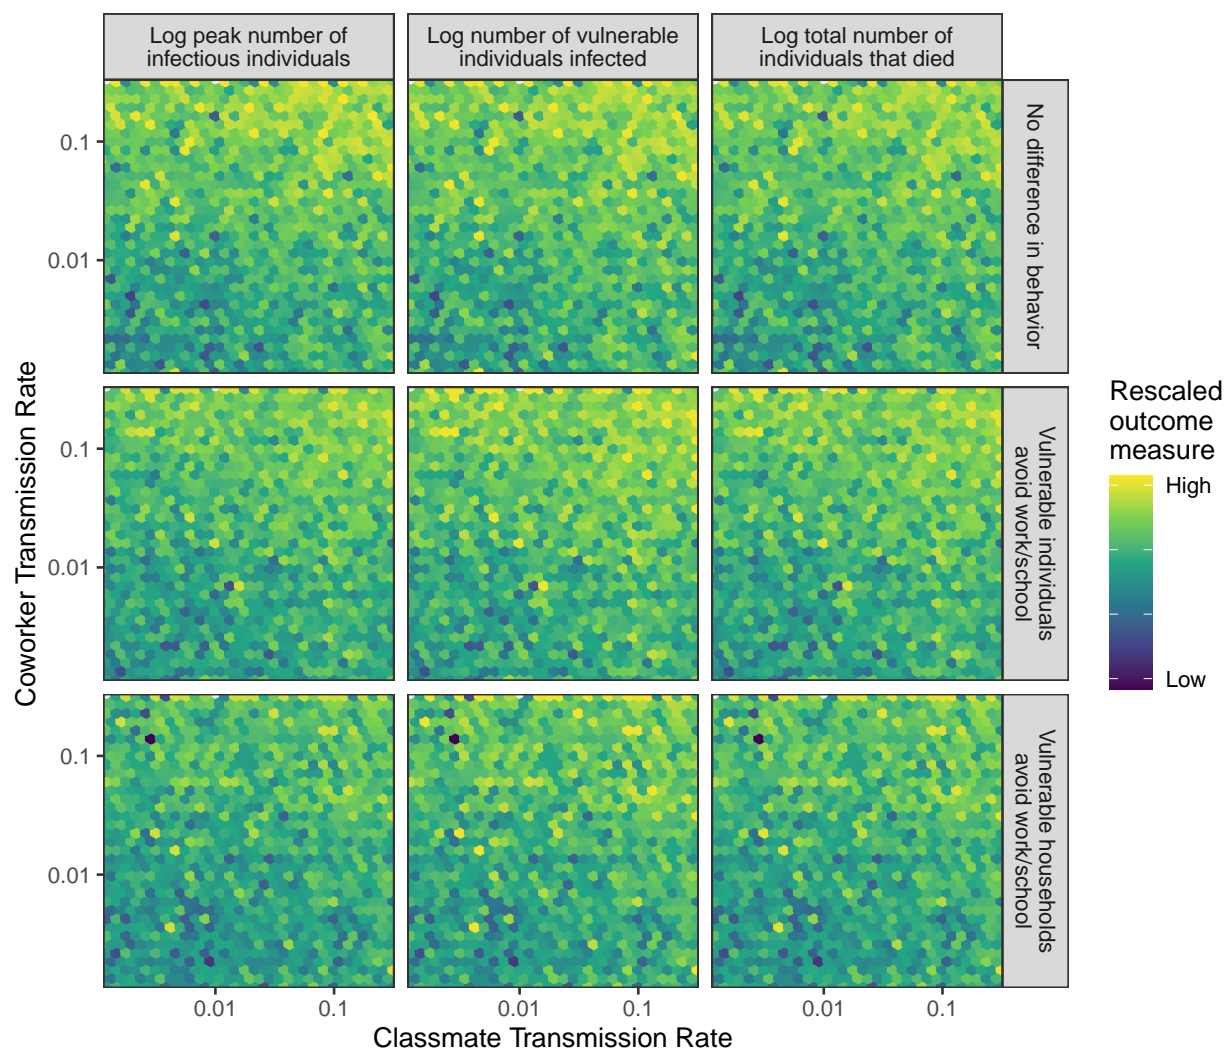 Log peak number of
infectious individuals
Log number of vulnerable
individuals infected
Log total number of
individuals that died
No difference in behavior
Vulnerable individuals
avoid work/school
Vulnerable households
avoid work/school
Coworker Transmission Rate
0.1
0.01
0.1
0.01
0.1
0.01
0.01
0.1
0.01
0.1
0.01
0.1
Classmate Transmission Rate
Rescaled
outcome
measure
High
Low